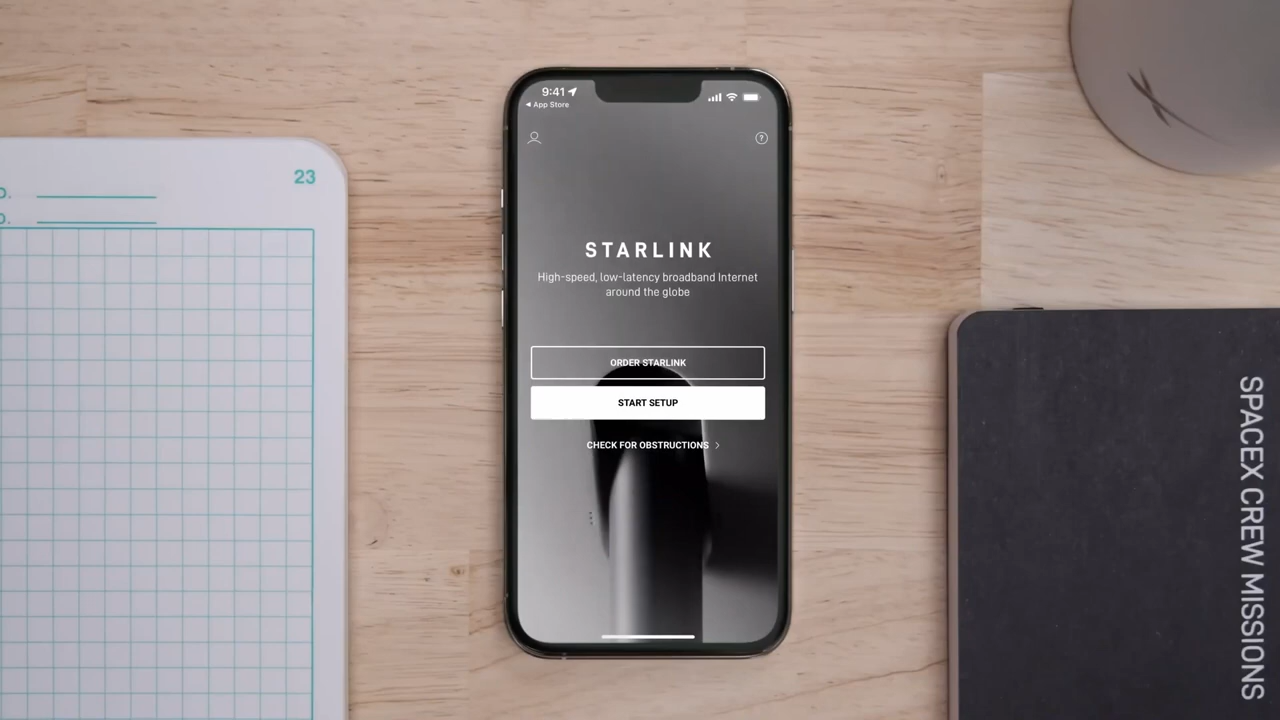 23
D.
D.
9:41
App Store
STARLINK
High-speed, low-latency broadband Internet
around the globe
ORDER STARLINK
START SETUP
CHECK FOR OBSTRUCTIONS
SPACEX CREW MISSIONS